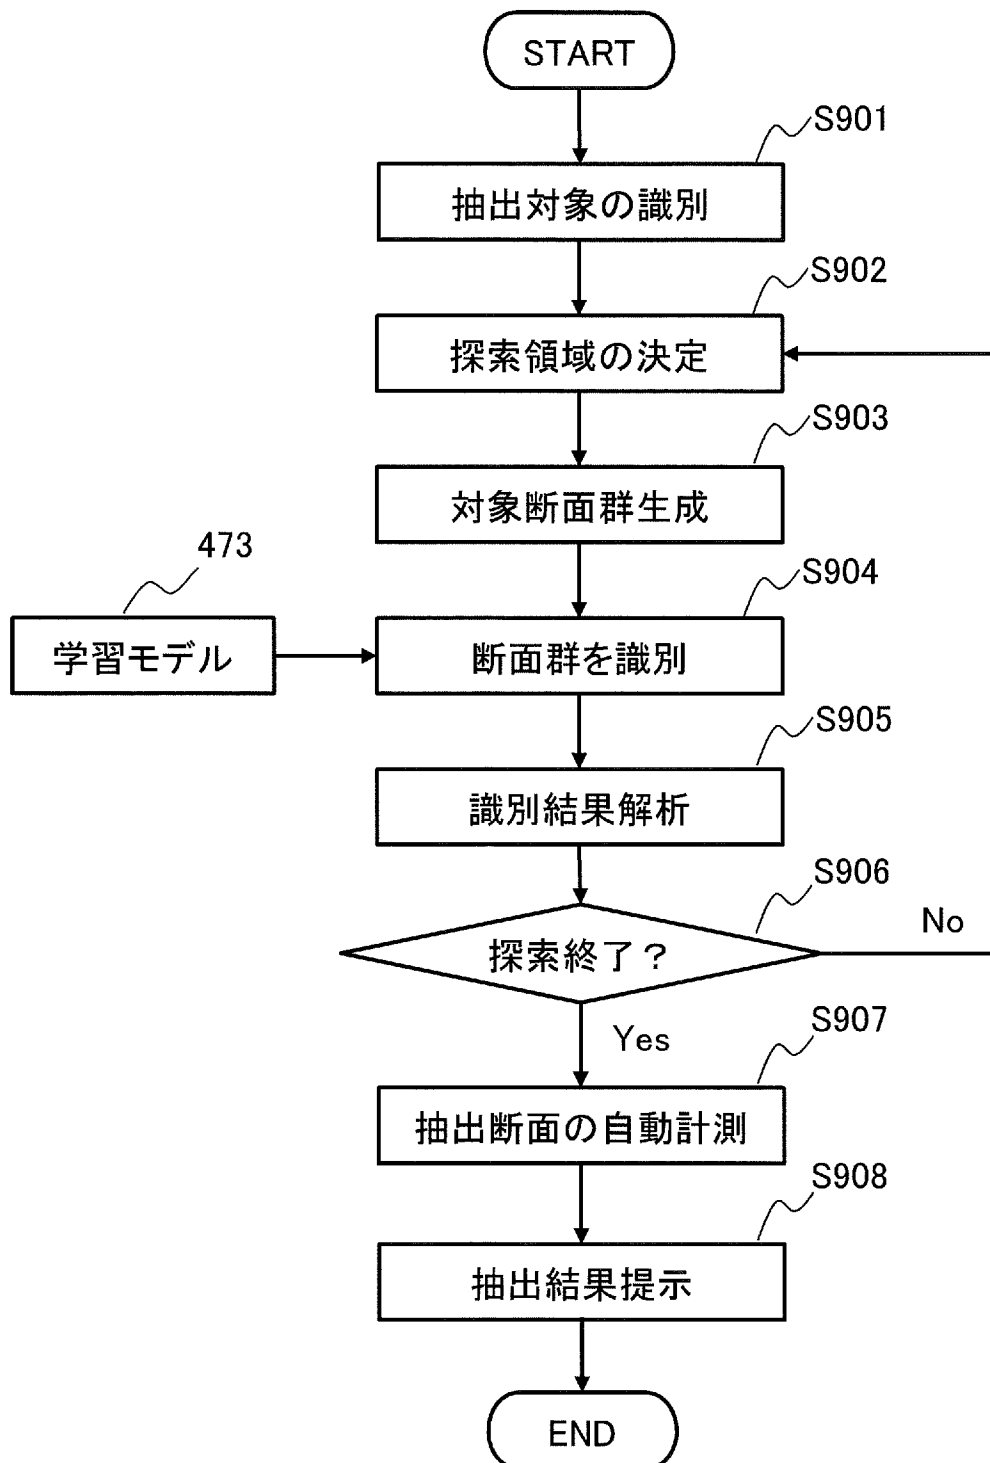 START
S901
抽出対象の識別
S902
探索領域の決定
S903
対象断面群生成
473
S904
学習モデル
断面群を識別
S905
識別結果解析
S906
No
探索終了？
Yes
S907
抽出断面の自動計測
S908
抽出結果提示
END